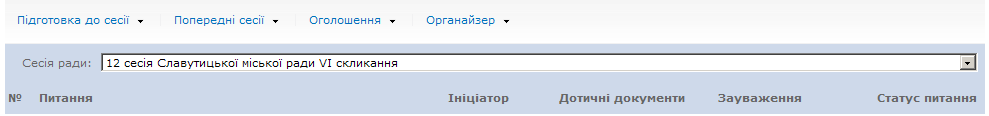 Підготовка до сесії Попередні сесії Оголошення Органайзер
Сесія ради: 12 сесія Славутицької міської ради VI скликання
№ Питання Ініціатор Дотичні документи Зауваження Статус питання